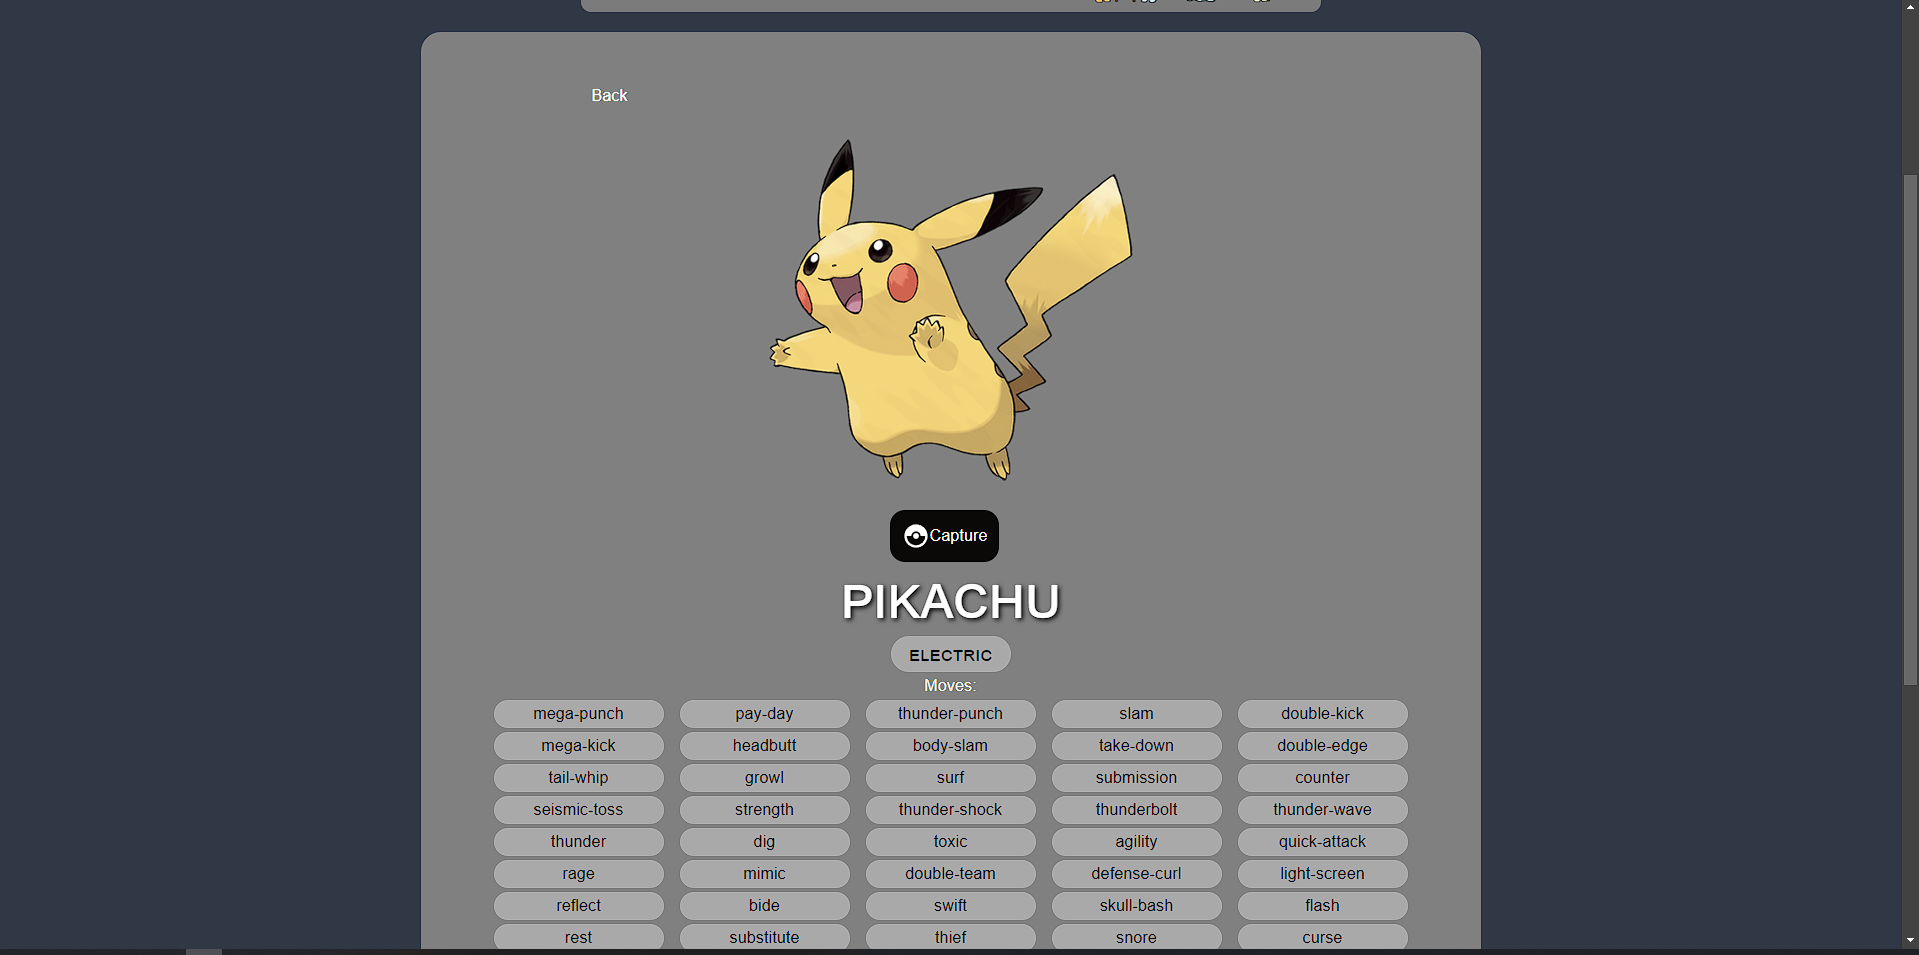 Back
Capture
PIKACHU
ELECTRIC
Moves:
mega-punch pay-day thunder-punch slam double-kick
mega-kick headbutt body-slam take-down double-edge
tail-whip growl surf submission counter
seismic-toss strength thunder-shock thunderbolt thunder-wave
thunder dig toxic agility quick-attack
rage mimic double-team defense-curl light-screen
reflect bide swift skull-bash flash
rest substitute thief snore curse